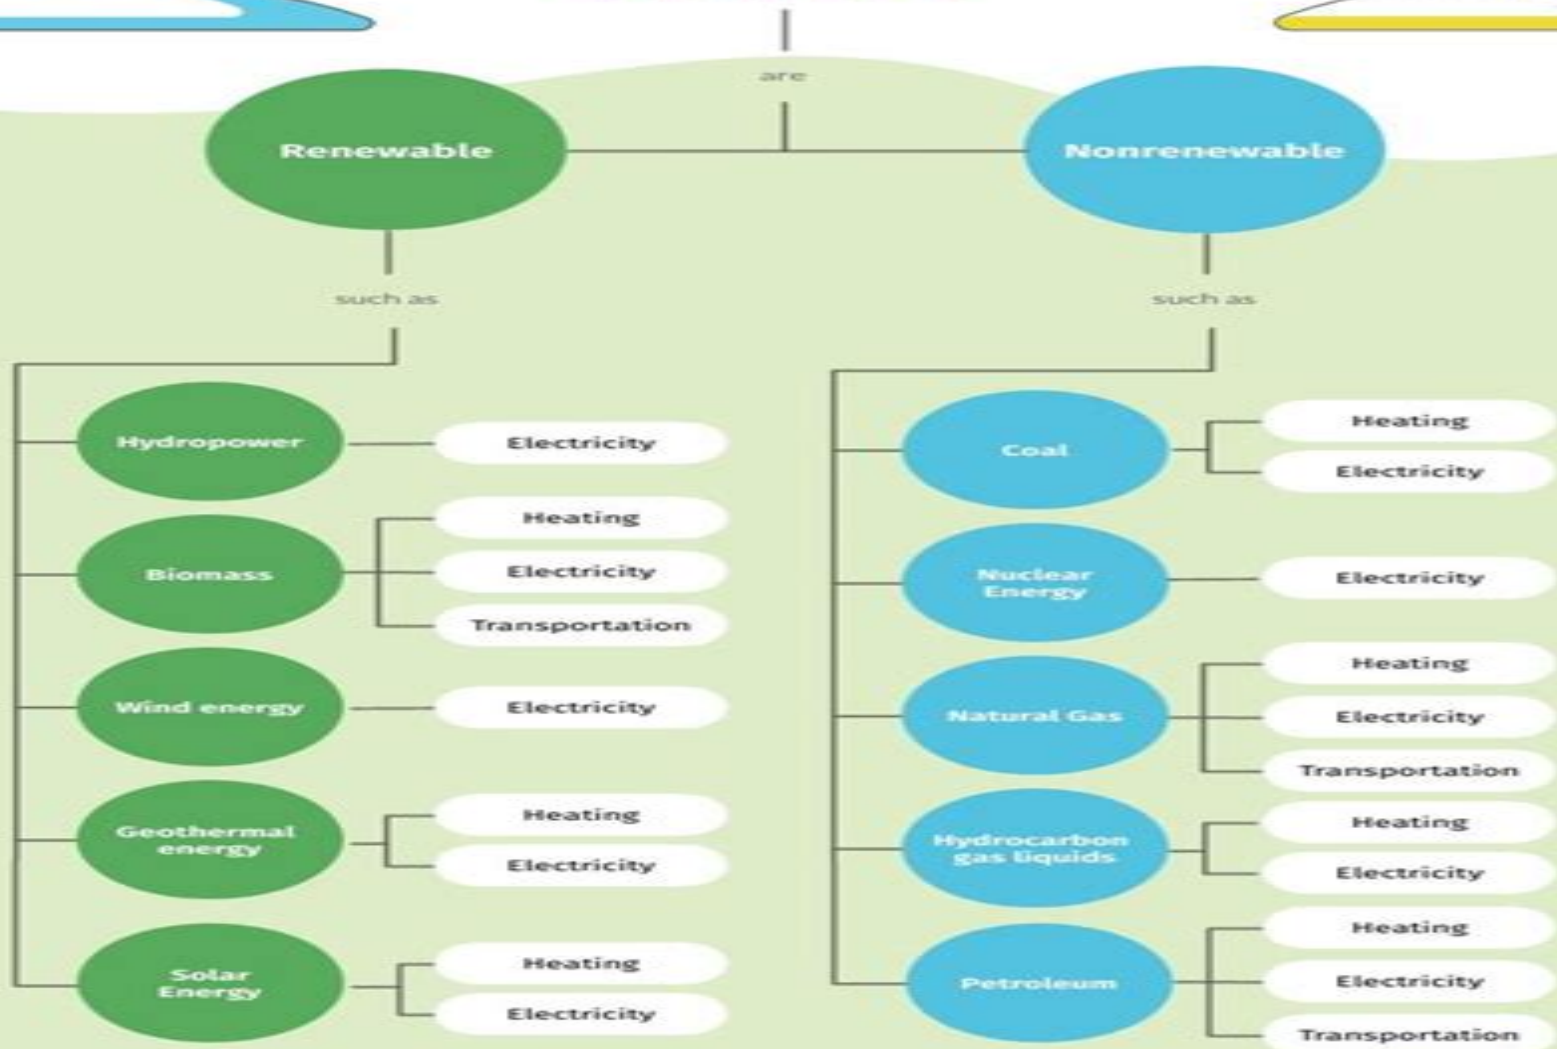 are
Renewable
Nonrenewable
such as
such as
Hydropower
Electricity
Biomass
Heating
Electricity
Transportation
Wind energy
Electricity
Geothermal
energy
Heating
Electricity
Solar
Energy
Heating
Electricity
Coal
Heating
Electricity
Nuclear
Energy
Electricity
Natural Gas
Heating
Electricity
Transportation
Hydrocarbon
gas liquids
Heating
Electricity
Petroleum
Heating
Electricity
Transportation